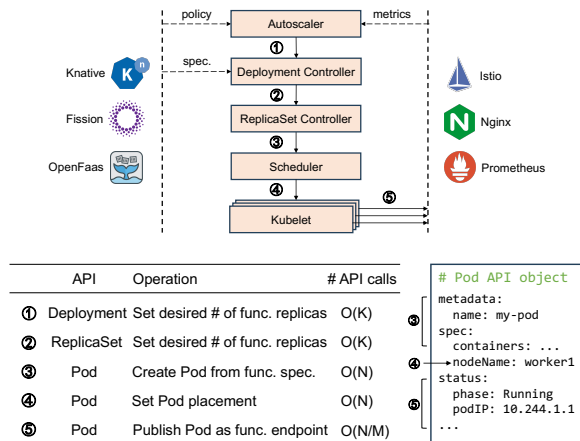 policy
Autoscaler
metrics
①
Knative
K
n
spec.
Deployment Controller
Istio
②
Fission
ReplicaSet Controller
N
Nginx
③
OpenFaas
Scheduler
Prometheus
④
⑤
Kubelet
API Operation # API calls
① Deployment Set desired # of func. replicas O(K)
② ReplicaSet Set desired # of func. replicas O(K)
③ Pod Create Pod from func. spec. O(N)
④ Pod Set Pod placement O(N)
⑤ Pod Publish Pod as func. endpoint O(N/M)
# Pod API object
metadata:
③ name: my-pod
spec:
containers: ...
④ nodeName: worker1
status:
⑤ phase: Running
podIP: 10.244.1.1
...